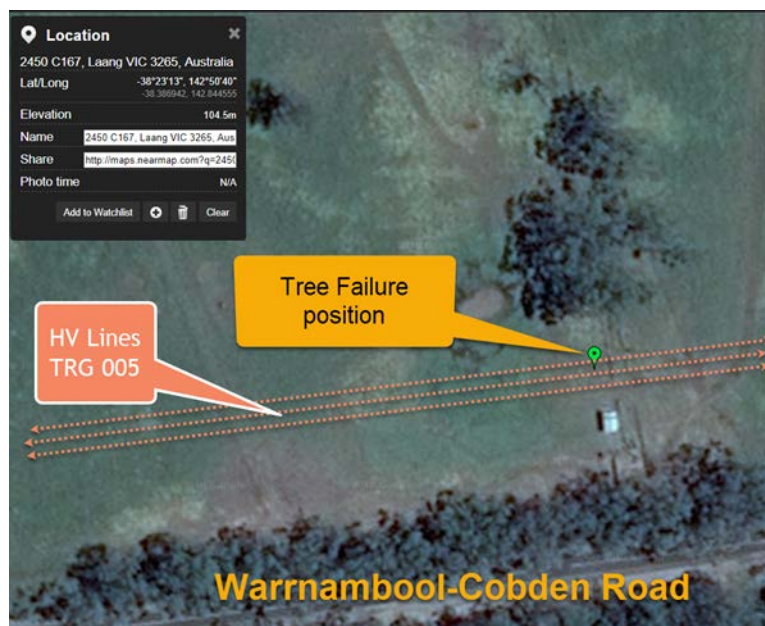 Location
2450 C167, Laang VIC 3265, Australia
Lat/Long -38°23'13", 142°50'40"
-38.386942, 142.844555
Elevation 104.5m
Name 2450 C167, Laang VIC 3265, Aus
Share http://maps.nearmap.com?q=245(
Photo time N/A
Add to Watchlist Clear
Tree Failure
position
HV Lines
TRG 005
Warrnambool-Cobden Road